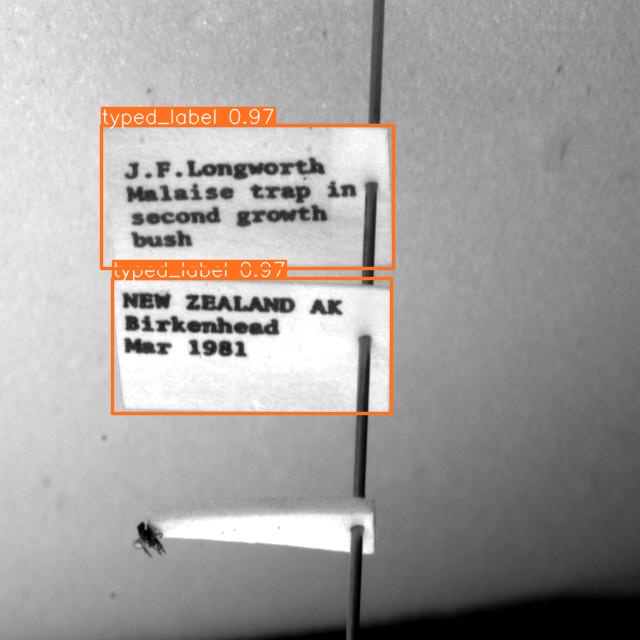 typed_label 0.97
J.F.Longworth
Malaise trap in
second growth
bush
typed_label 0.97
NEW ZEALAND AK
Birkenhead
Mar 1981